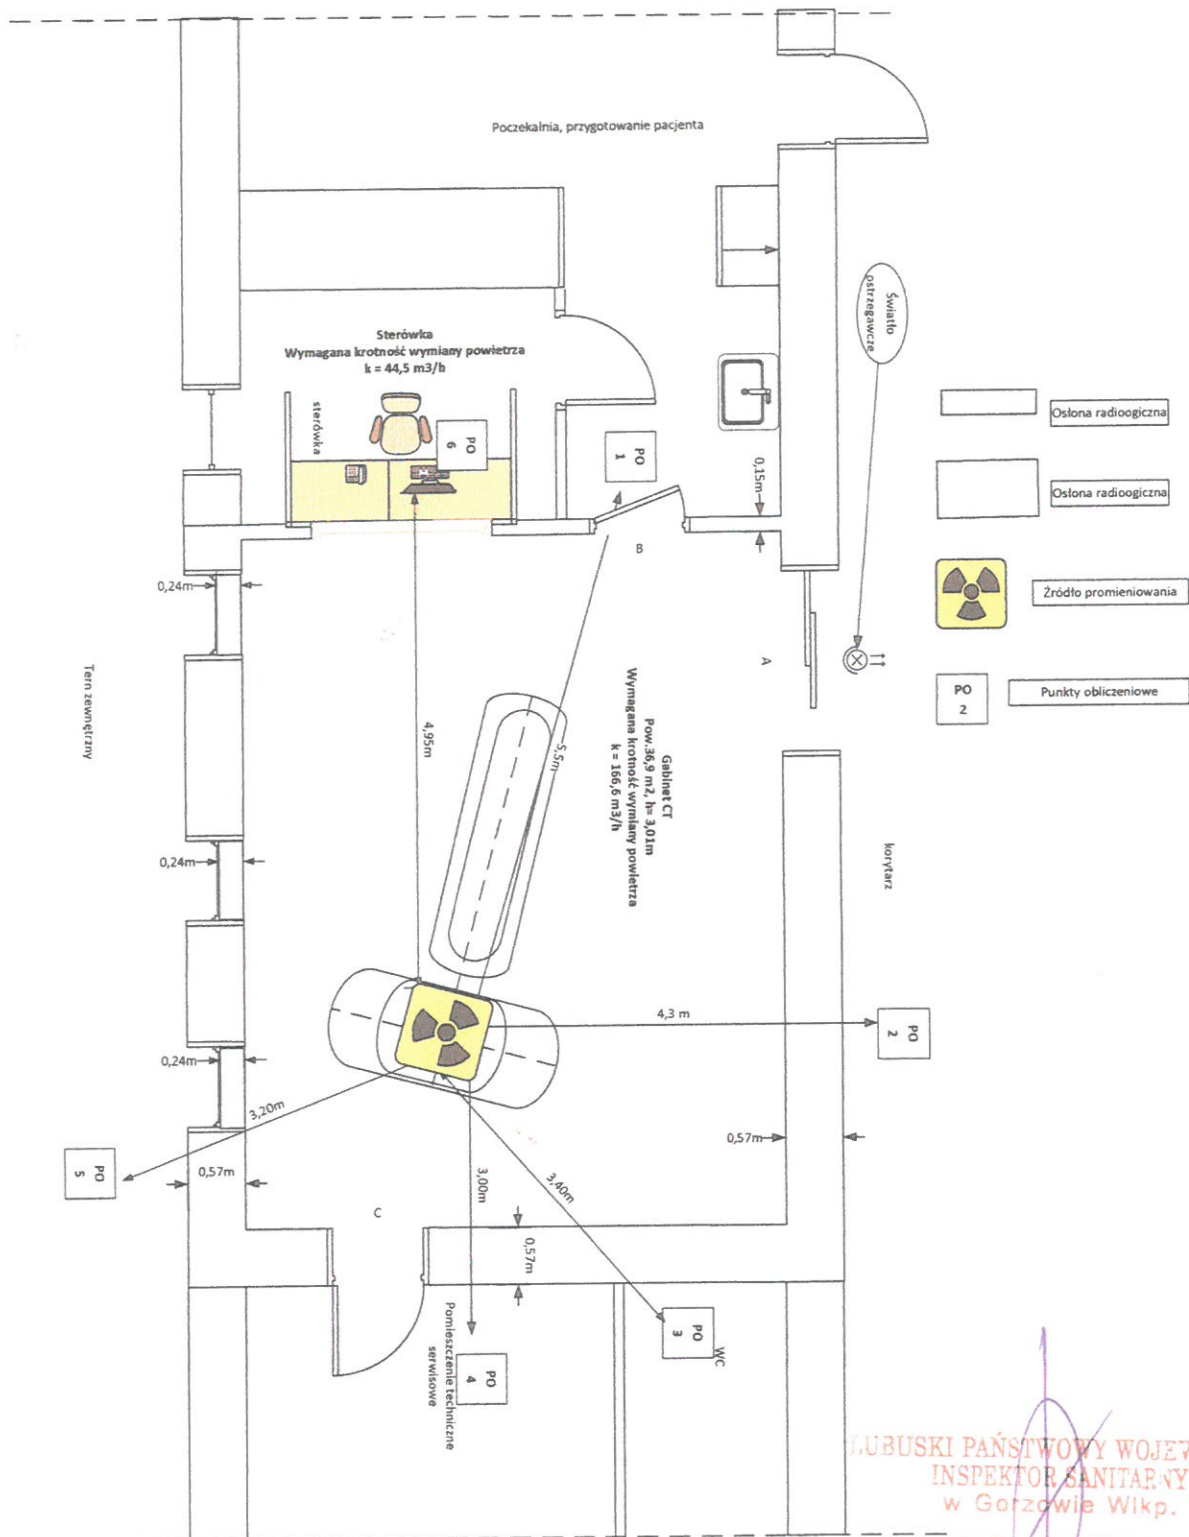 Poczekalnia, przygotowanie pacjenta
Światło
ostrzegawcze
Sterówka
Wymagana krotność wymiany powietrza
k = 44,5 m3/h
sterówka
PO
6
PO
1
0,15m
B
A
Osłona radioogiczna
Osłona radioogiczna
Źródło promieniowania
PO
2
Punkty obliczeniowe
0,24m
Tern zewnętrzny
4,95m
5,5m
Gabinet CT
Pow.36,9 m2, h= 3,01m
Wymagana krotność wymiany powietrza
k = 166,6 m3/h
korytarz
0,24m
4,3 m
PO
2
0,24m
3,20m
0,57m
PO
5
0,57m
3,00m
3,40m
C
0,57m
Pomieszczenie techniczne
serwisowe
PO
4
PO
3
WC
LUBUSKI PAŃSTWOWY WOJEW
INSPEKTOR SANITARNY
w Gorzowie Wlkp.